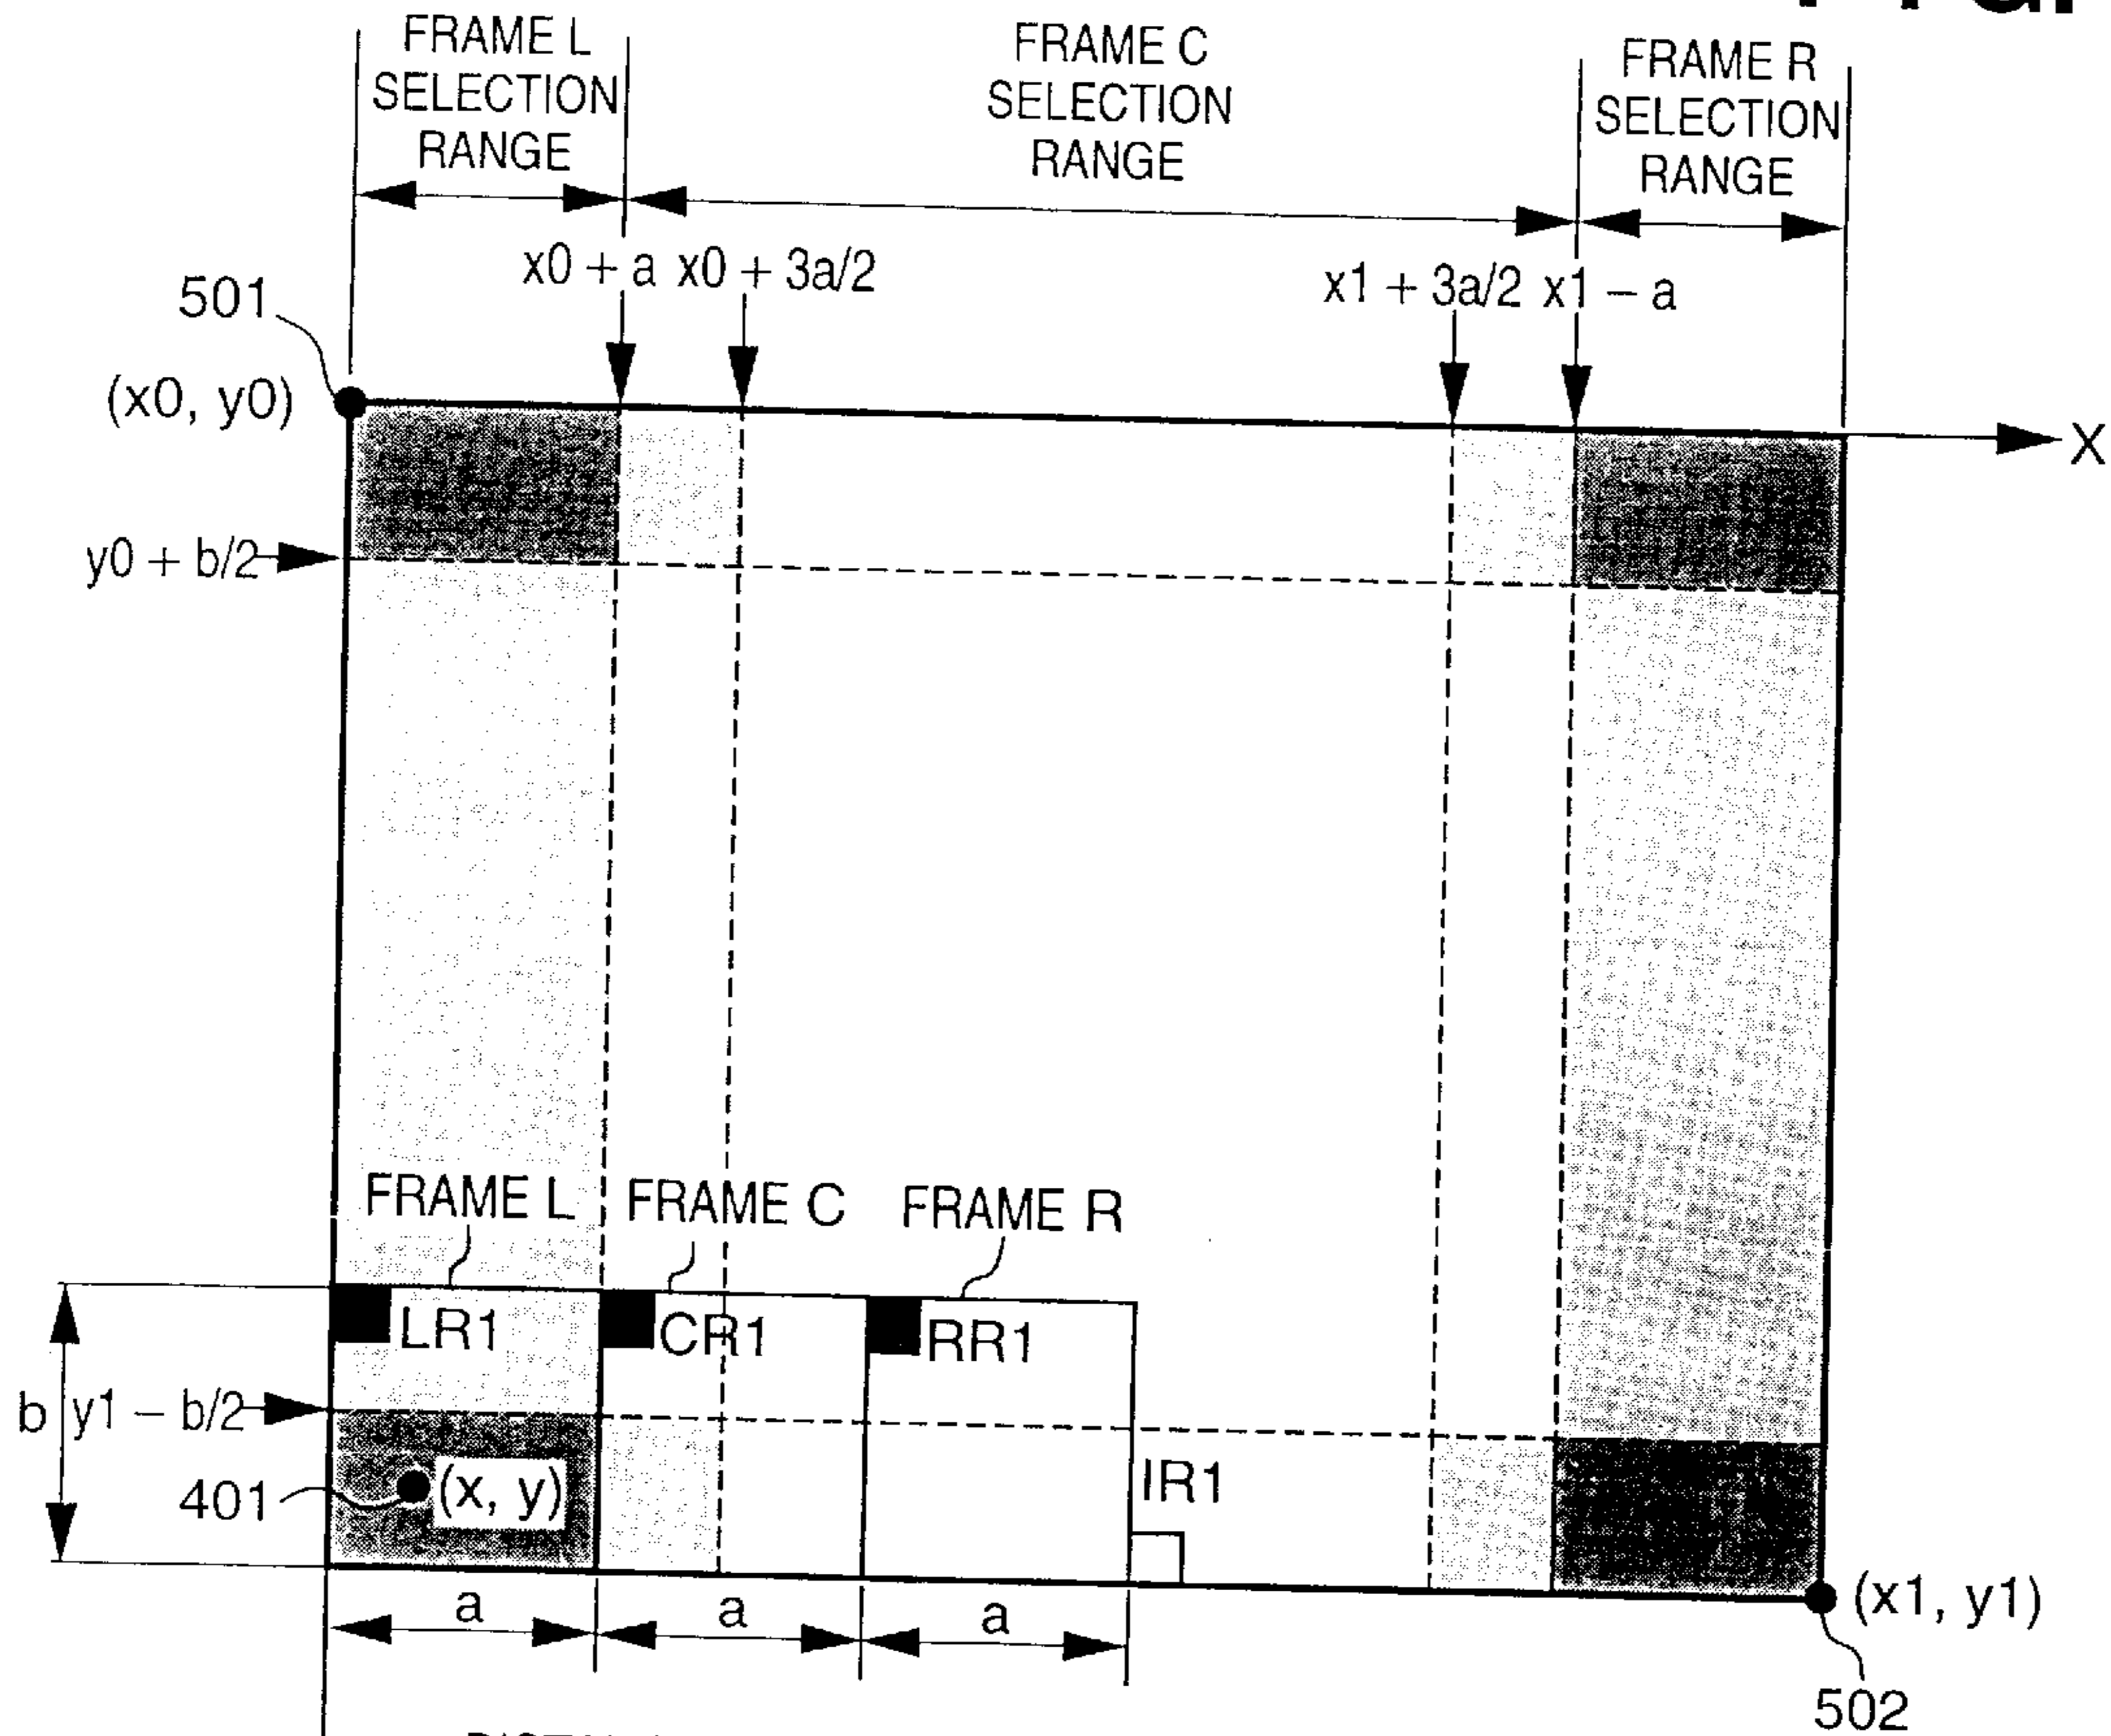 FRAME L
SELECTION
RANGE
FRAME C
SELECTION
RANGE
FRAME R
SELECTION
RANGE
x0 + a
x0 + 3a/2
x1 + 3a/2
x1 – a
501
(x0, y0)
X
y0 + b/2
FRAME L
FRAME C
FRAME R
LR1
CR1
RR1
b
y1 – b/2
401
(x, y)
IR1
a
a
a
(x1, y1)
502